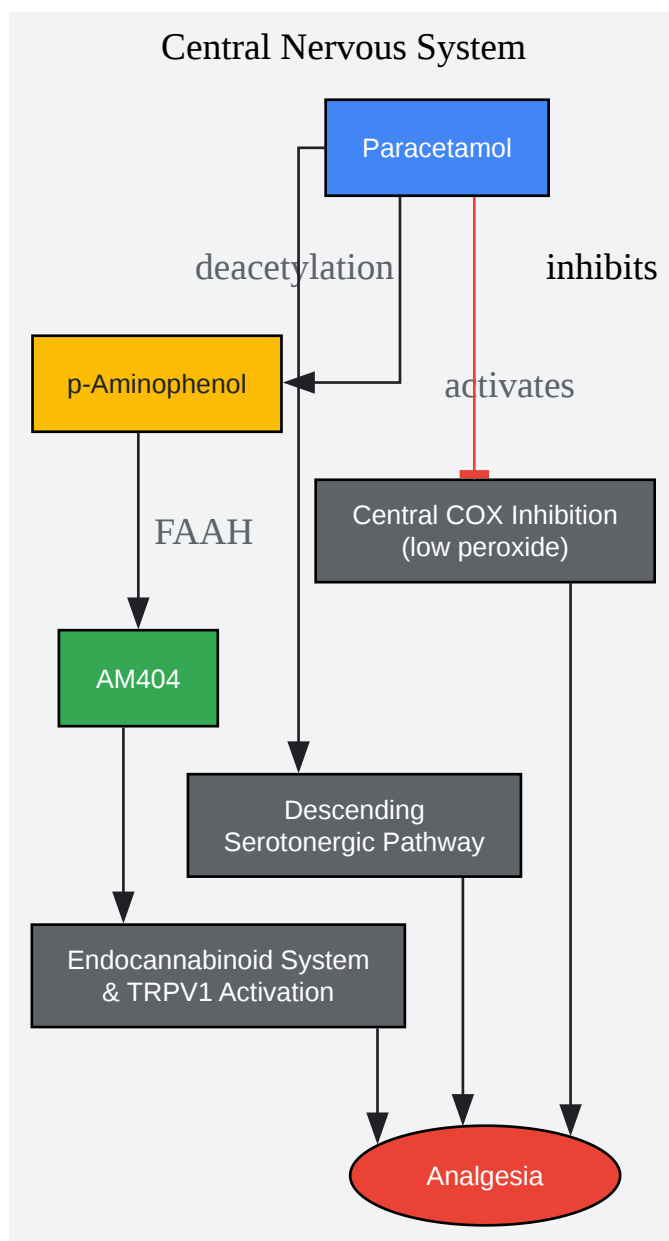 Central Nervous System
Paracetamol
deacetylation
inhibits
p-Aminophenol
activates
Central COX Inhibition
(low peroxide)
FAAH
AM404
Descending
Serotonergic Pathway
Endocannabinoid System
& TRPV1 Activation
Analgesia